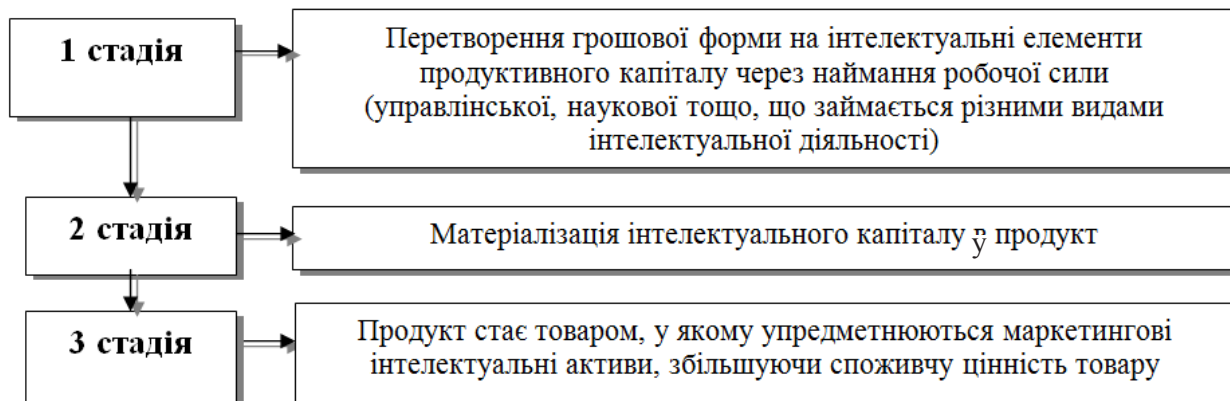 1 стадія
Перетворення грошової форми на інтелектуальні елементи
продуктивного капіталу через наймання робочої сили
(управлінської, наукової тощо, що займається різними видами
інтелектуальної діяльності)
2 стадія
Матеріалізація інтелектуального капіталу у продукт
3 стадія
Продукт стає товаром, у якому упредметнюються маркетингові
інтелектуальні активи, збільшуючи споживчу цінність товару